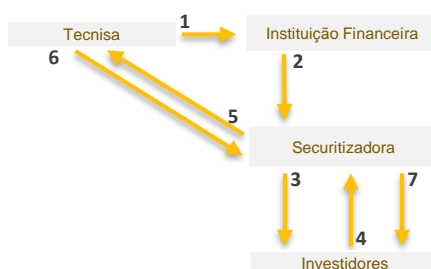 1
Tecnisa
Instituição Financeira
6
2
5
Securitizadora
3
7
4
Investidores